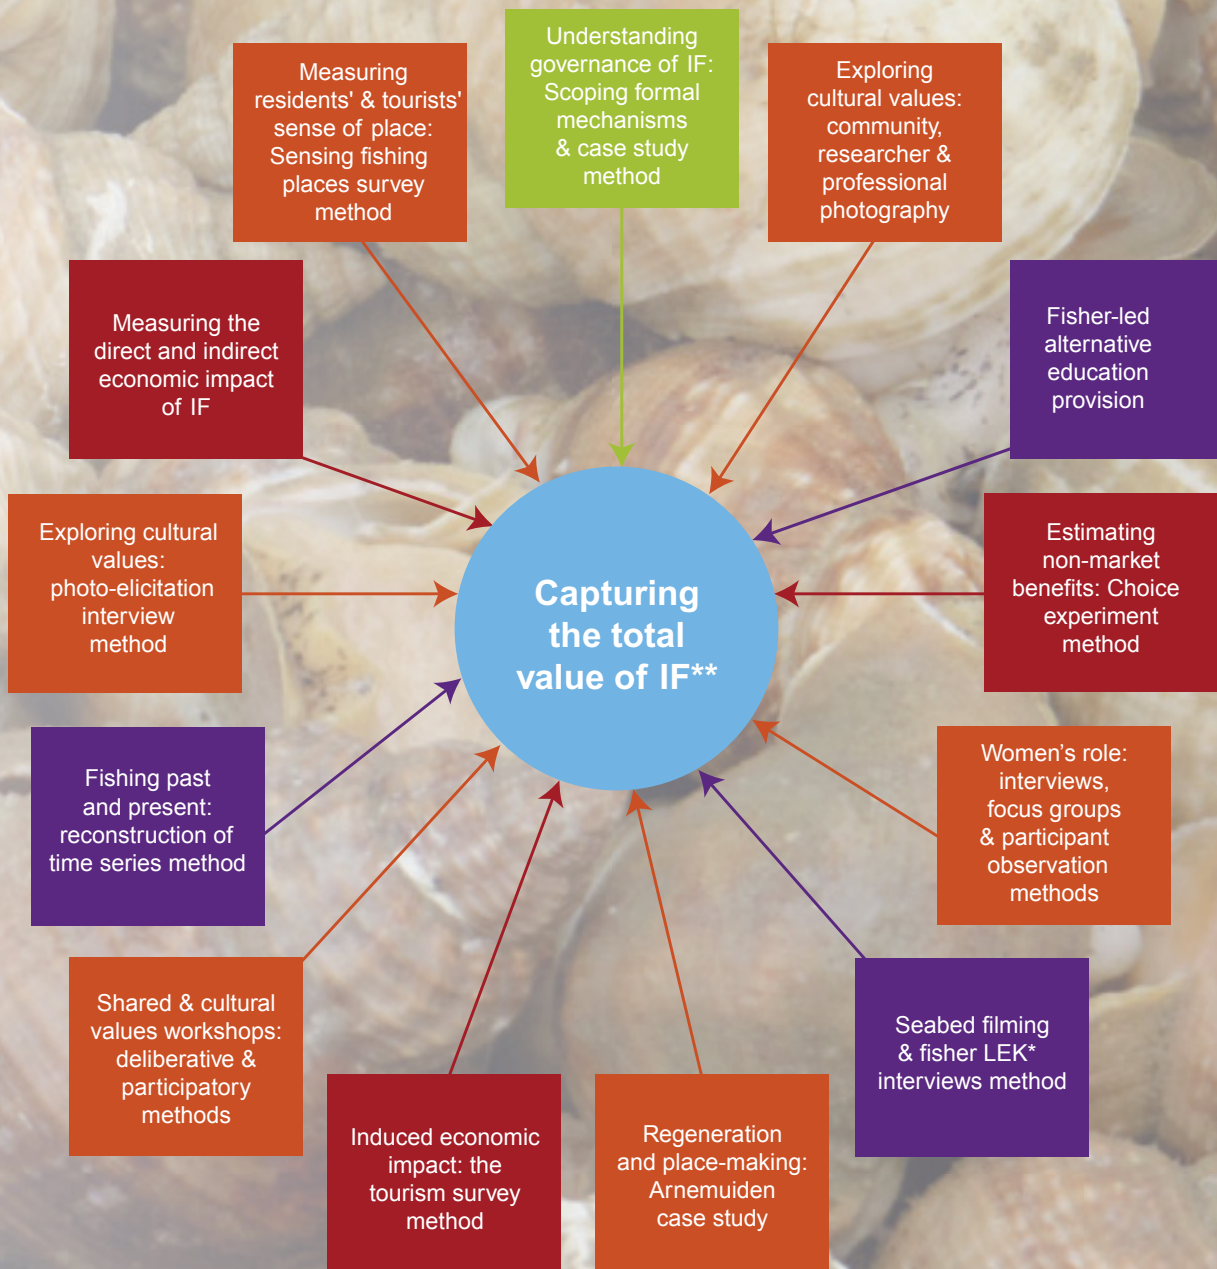 Understanding
governance of IF:
Scoping formal
mechanisms
& case study
method
Measuring
residents' & tourists'
sense of place:
Sensing fishing
places survey
method
Exploring
cultural values:
community,
researcher &
professional
photography
Measuring the
direct and indirect
economic impact
of IF
Fisher-led
alternative
education
provision
Exploring cultural
values:
photo-elicitation
interview
method
Capturing
the total
value of IF**
Estimating
non-market
benefits: Choice
experiment
method
Fishing past
and present:
reconstruction of
time series method
Women’s role:
interviews,
focus groups
& participant
observation
methods
Shared & cultural
values workshops:
deliberative &
participatory
methods
Seabed filming
& fisher LEK*
interviews method
Induced economic
impact: the
tourism survey
method
Regeneration
and place-making:
Arnemuiden
case study